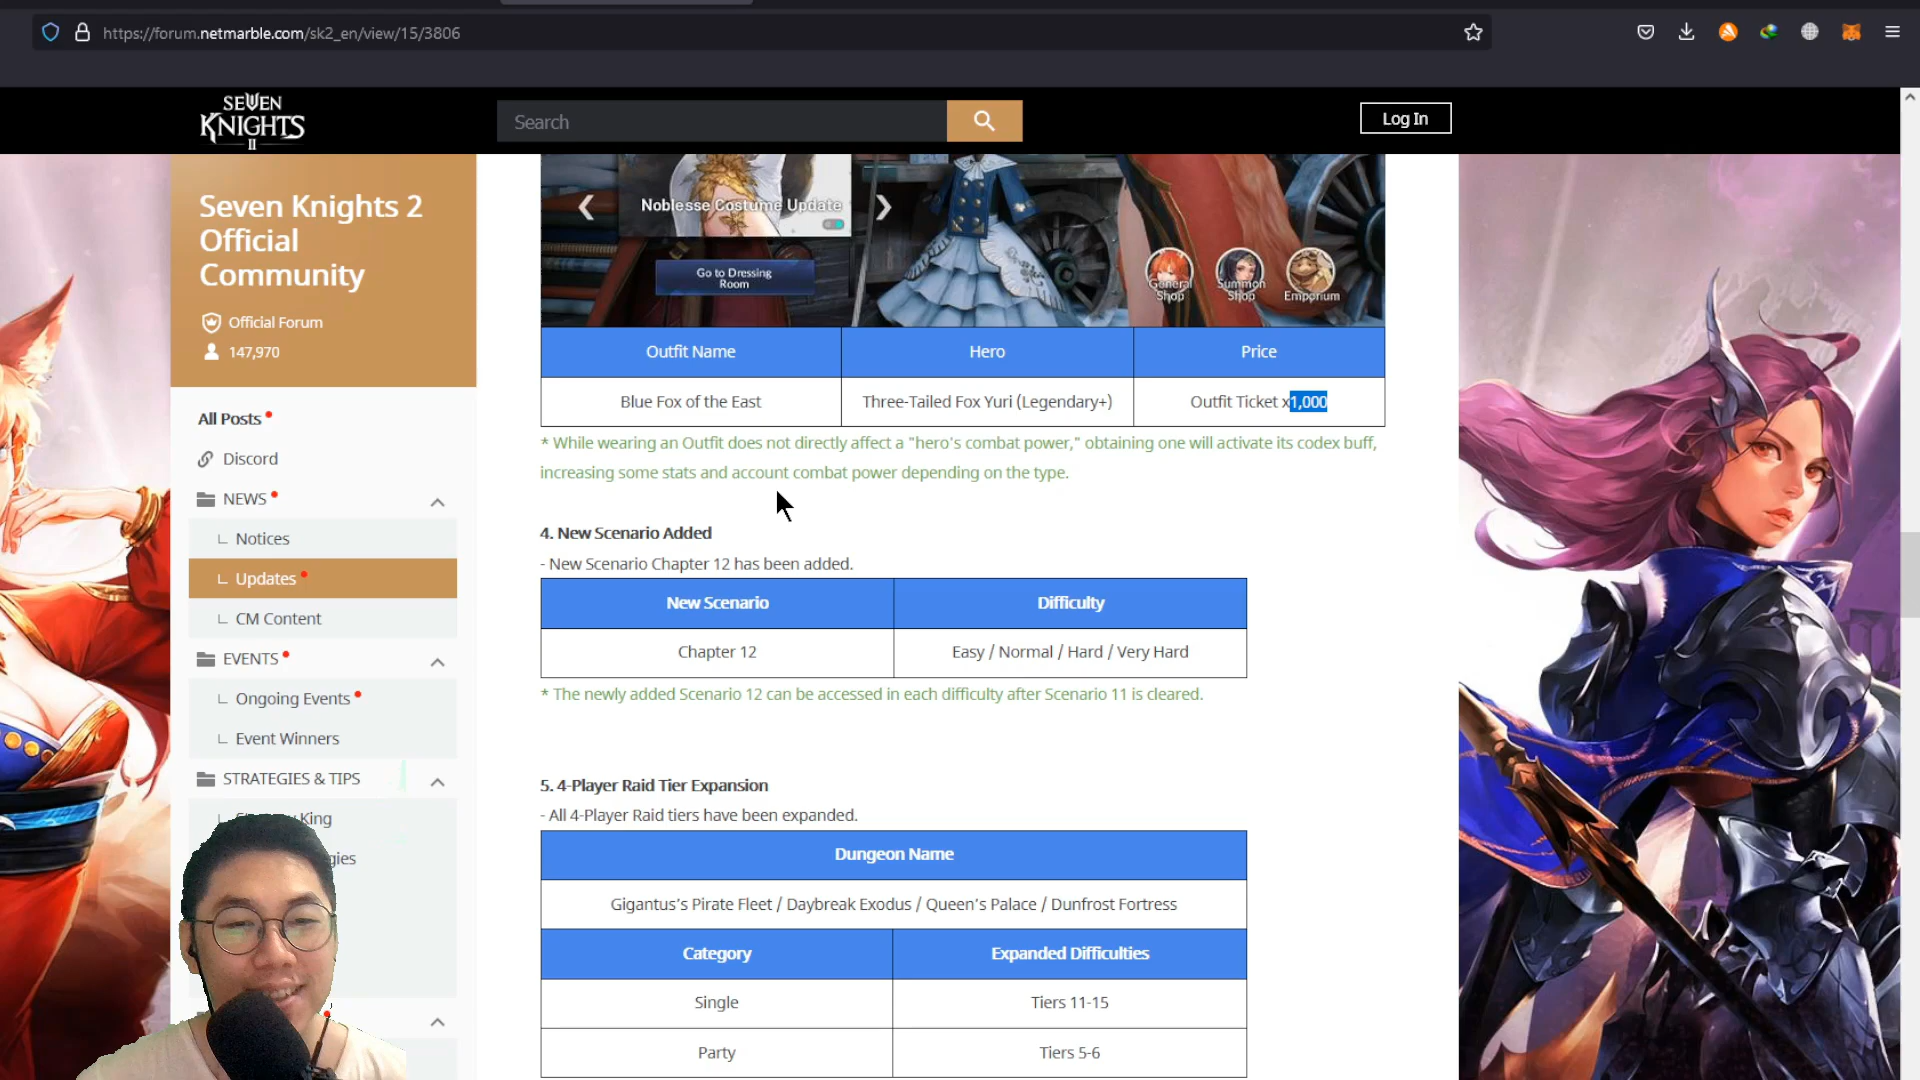 https://forum.netmarble.com/sk2_en/view/15/3806
SEVEN
KNIGHTS
II
Search
Log In
Seven Knights 2
Official
Community
Official Forum
147,970
All Posts
Discord
NEWS
Notices
Updates
CM Content
EVENTS
Ongoing Events
Event Winners
STRATEGIES & TIPS
King
gies
Noblesse Costume Update
Go to Dressing
Room
General
Shop
Summon
Shop
Emporium
Outfit Name Hero Price
Blue Fox of the East Three-Tailed Fox Yuri (Legendary+) Outfit Ticket x1,000
* While wearing an Outfit does not directly affect a "hero's combat power," obtaining one will activate its codex buff,
increasing some stats and account combat power depending on the type.
4. New Scenario Added
- New Scenario Chapter 12 has been added.
New Scenario Difficulty
Chapter 12 Easy / Normal / Hard / Very Hard
* The newly added Scenario 12 can be accessed in each difficulty after Scenario 11 is cleared.
5. 4-Player Raid Tier Expansion
- All 4-Player Raid tiers have been expanded.
Dungeon Name
Gigantus's Pirate Fleet / Daybreak Exodus / Queen's Palace / Dunfrost Fortress
Category Expanded Difficulties
Single Tiers 11-15
Party Tiers 5-6